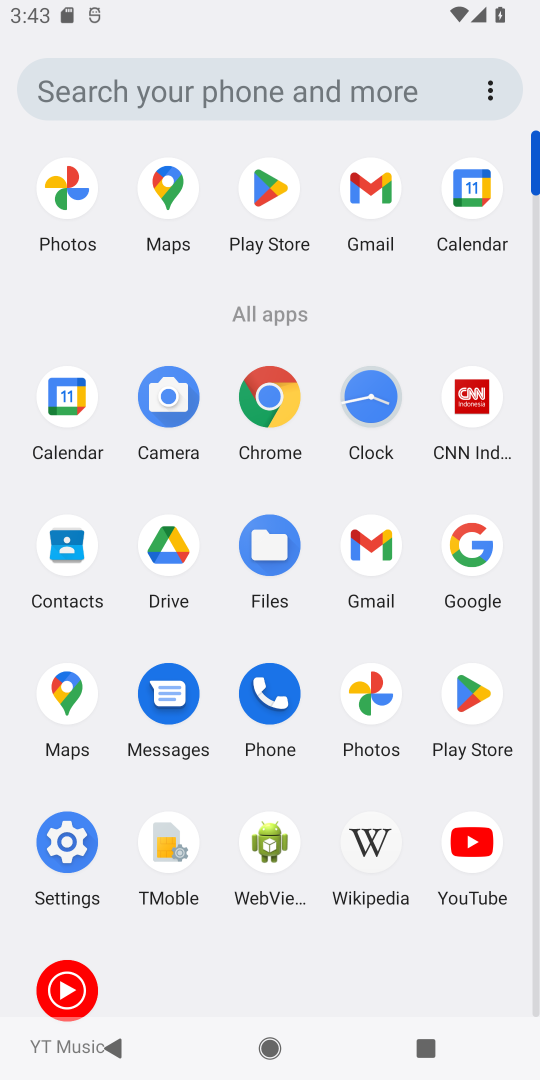 3:43
Search your phone and more
Photos Maps Play Store Gmail Calendar
All apps
Calendar Camera Chrome Clock CNN Ind...
Contacts Drive Files Gmail Google
Maps Messages Phone Photos Play Store
Settings TMoble WebVie... Wikipedia YouTube
YT Music